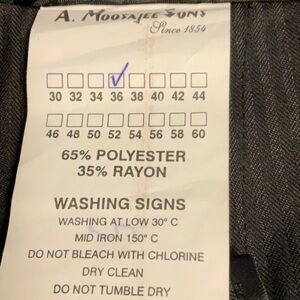 A. MOOSAJEE SONS
Since 1854
30 32 34 36 38 40 42 44
46 48 50 52 54 56 58 60
65% POLYESTER
35% RAYON
WASHING SIGNS
WASHING AT LOW 30° C
MID IRON 150° C
DO NOT BLEACH WITH CHLORINE
DRY CLEAN
DO NOT TUMBLE DRY